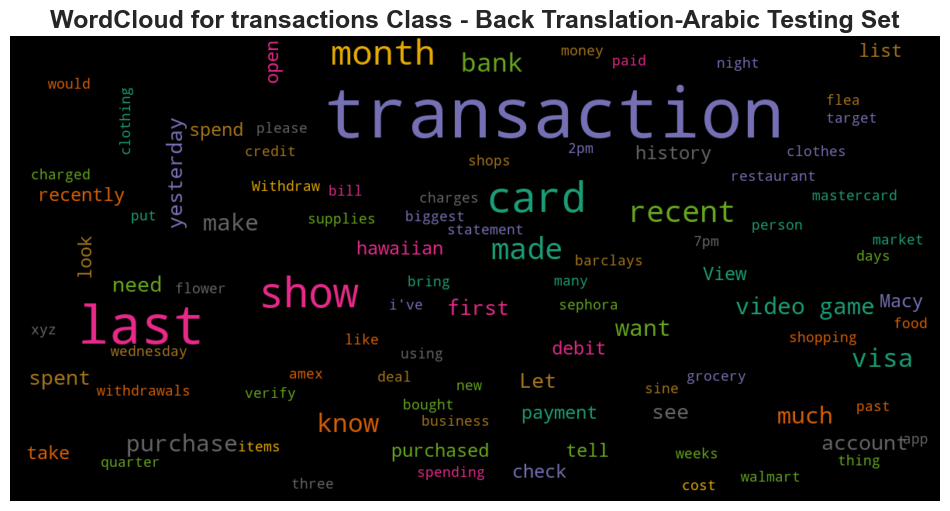 WordCloud for transactions Class - Back Translation-Arabic Testing Set
open month bank money paid night list
would transaction flea
clothing yesterday spend please credit shops 2pm history clothes target
charged recently Withdraw bill charges card restaurant mastercard
put make supplies biggest statement recent person
look hawaiian made barclays 7pm market days
need flower show bring many View
xyz last i've first sephora want video game Macy food
wednesday like using debit shopping visa
spent withdrawals amex verify deal new Let sine grocery
know bought business payment see much past
take purchase items purchased tell account app
quarter spending check weeks walmart thing
three cost